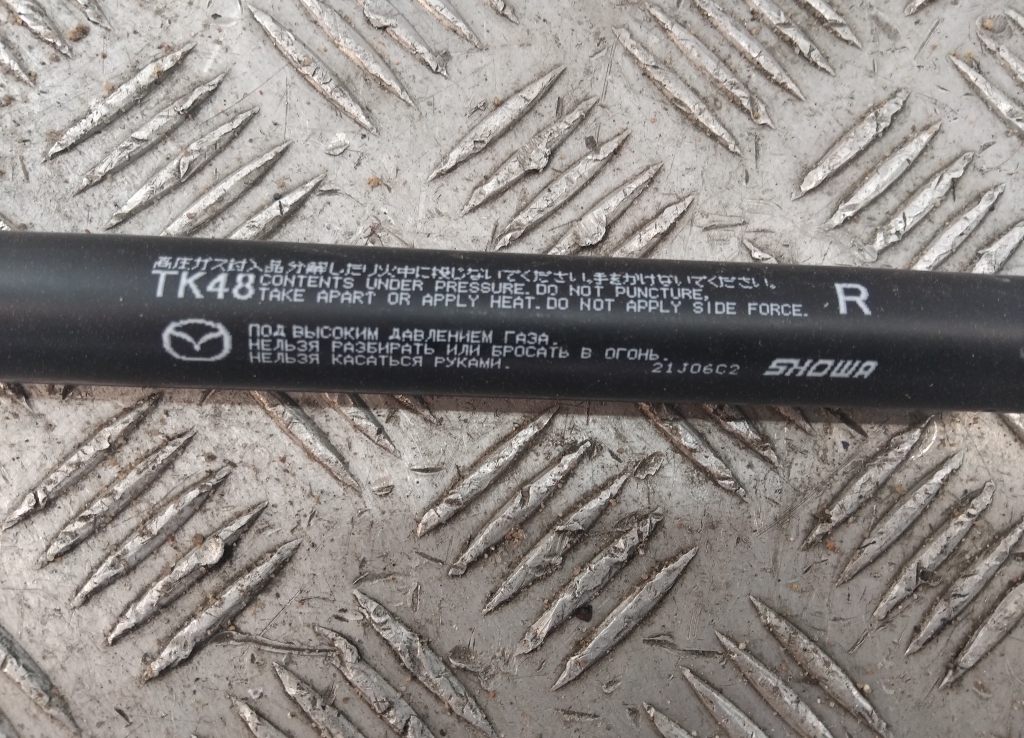 高圧ガス封入品分解したり火中に投じないでください.手をかけないでください.
TK48
CONTENTS UNDER PRESSURE. DO NOT PUNCTURE,
TAKE APART OR APPLY HEAT. DO NOT APPLY SIDE FORCE.
R
ПОД ВЫСОКИМ ДАВЛЕНИЕМ ГАЗА.
НЕЛЬЗЯ РАЗБИРАТЬ ИЛИ БРОСАТЬ В ОГОНЬ.
НЕЛЬЗЯ КАСАТЬСЯ РУКАМИ.
21J06C2
SHOWA